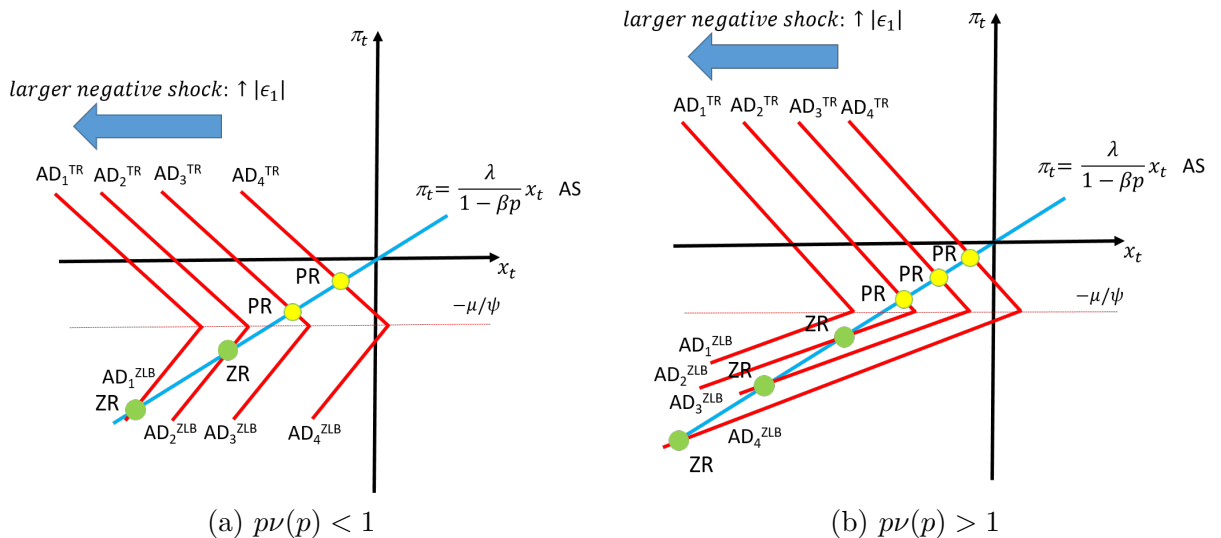 larger negative shock: ↑ |ϵ₁|
π_t
AD₁^TR AD₂^TR AD₃^TR AD₄^TR
π_t = λ/(1 − βp) x_t AS
x_t
PR
PR
−μ/ψ
ZR
AD₁^ZLB
ZR
AD₂^ZLB AD₃^ZLB AD₄^ZLB
(a) pν(p) < 1
larger negative shock: ↑ |ϵ₁|
π_t
AD₁^TR AD₂^TR AD₃^TR AD₄^TR
π_t = λ/(1 − βp) x_t AS
x_t
PR
PR
PR
−μ/ψ
ZR
AD₁^ZLB
ZR
AD₂^ZLB
AD₃^ZLB
AD₄^ZLB
ZR
(b) pν(p) > 1